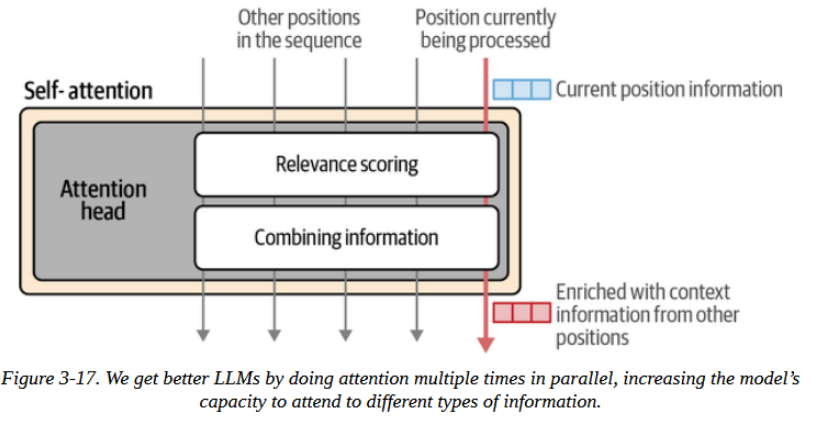 Other positions
in the sequence
Position currently
being processed
Self- attention
Current position information
Attention
head
Relevance scoring
Combining information
Enriched with context
information from other
positions
Figure 3-17. We get better LLMs by doing attention multiple times in parallel, increasing the model’s
capacity to attend to different types of information.